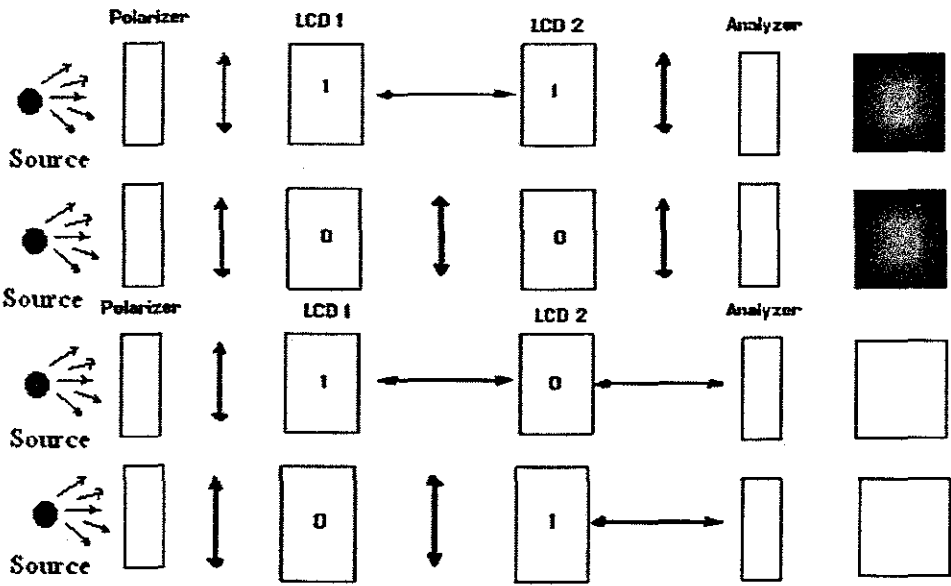 Polarizer LCD 1 LCD 2 Analyzer
1 1
Source
0 0
Source
Polarizer LCD 1 LCD 2 Analyzer
1 0
Source
0 1
Source